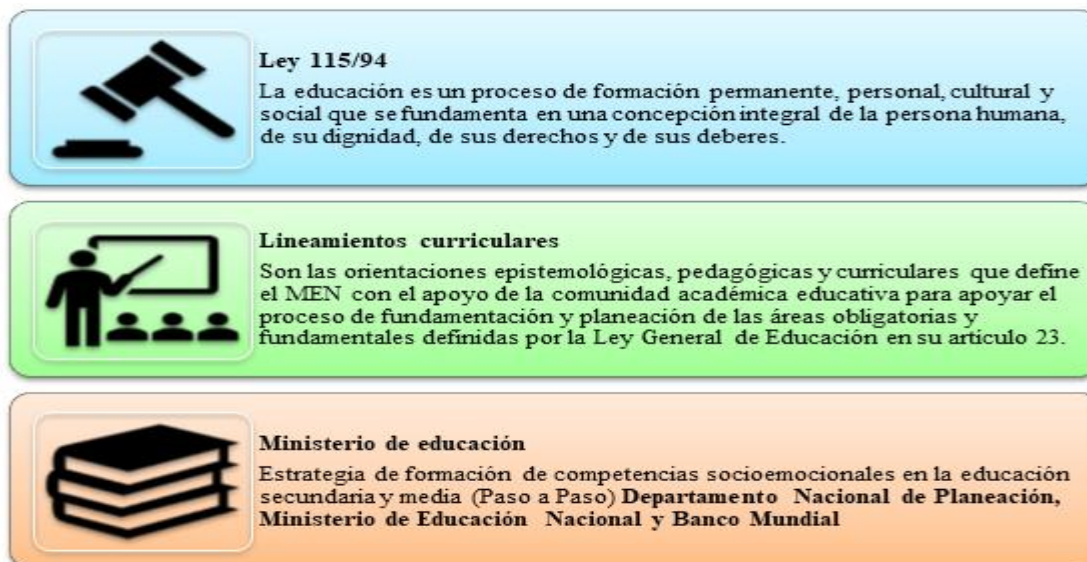 Ley 115/94
La educación es un proceso de formación permanente, personal, cultural y
social que se fundamenta en una concepción integral de la persona humana,
de su dignidad, de sus derechos y de sus deberes.
Lineamientos curriculares
Son las orientaciones epistemológicas, pedagógicas y curriculares que define
el MEN con el apoyo de la comunidad académica educativa para apoyar el
proceso de fundamentación y planeación de las áreas obligatorias y
fundamentales definidas por la Ley General de Educación en su artículo 23.
Ministerio de educación
Estrategia de formación de competencias socioemocionales en la educación
secundaria y media (Paso a Paso) Departamento Nacional de Planeación,
Ministerio de Educación Nacional y Banco Mundial